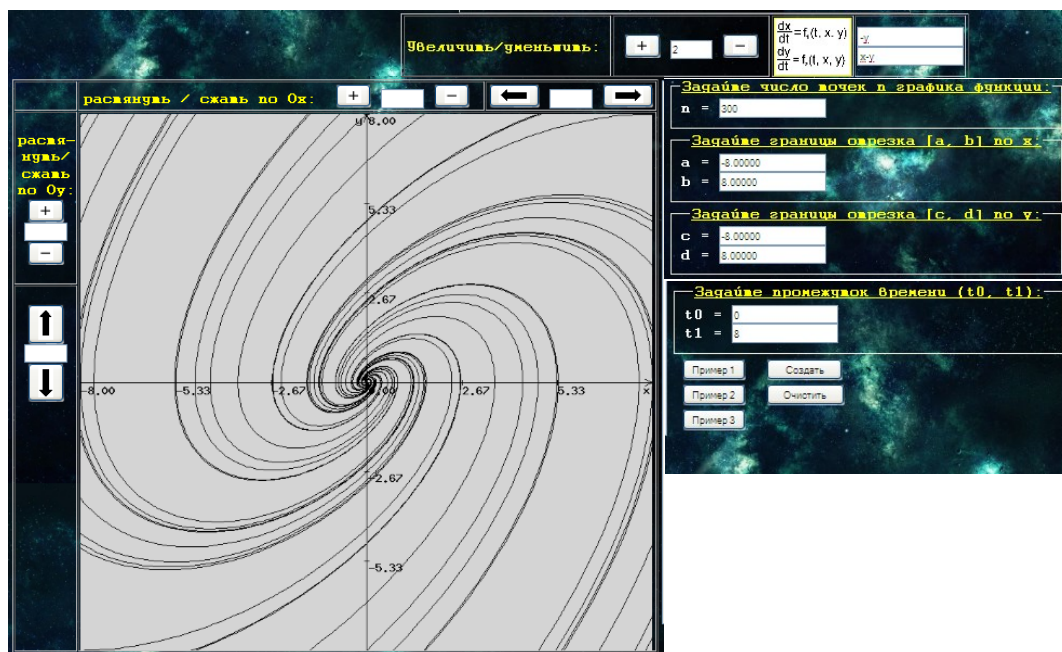 Увеличить/уменьшить: + 2 −
dx/dt = f,(t, x. y) -y
dy/dt = f,(t, x, y) x-y
растянуть / сжать по Ox: + −
растя-
нуть/
сжать
по Oy:
+
−
y 8.00
5.33
2.67
-8.00 -5.33 -2.67 0.00 2.67 5.33 x
-2.67
-5.33
Задайте число точек n графика функции:
n = 300
Задайте границы отрезка [a, b] по x:
a = -8.00000
b = 8.00000
Задайте границы отрезка [c, d] по y:
c = -8.00000
d = 8.00000
Задайте промежуток времени (t0, t1):
t0 = 0
t1 = 8
Пример 1 Создать
Пример 2 Очистить
Пример 3